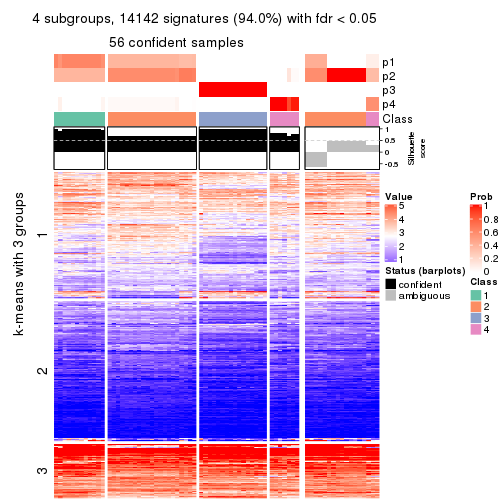 4 subgroups, 14142 signatures (94.0%) with fdr < 0.05
56 confident samples
p1
p2
p3
p4
Class
1
0.5
0
-0.5
Silhouette
score
k-means with 3 groups
1
2
3
Value
5
4
3
2
1
Status (barplots)
confident
ambiguous
Prob
1
0.8
0.6
0.4
0.2
0
Class
1
2
3
4